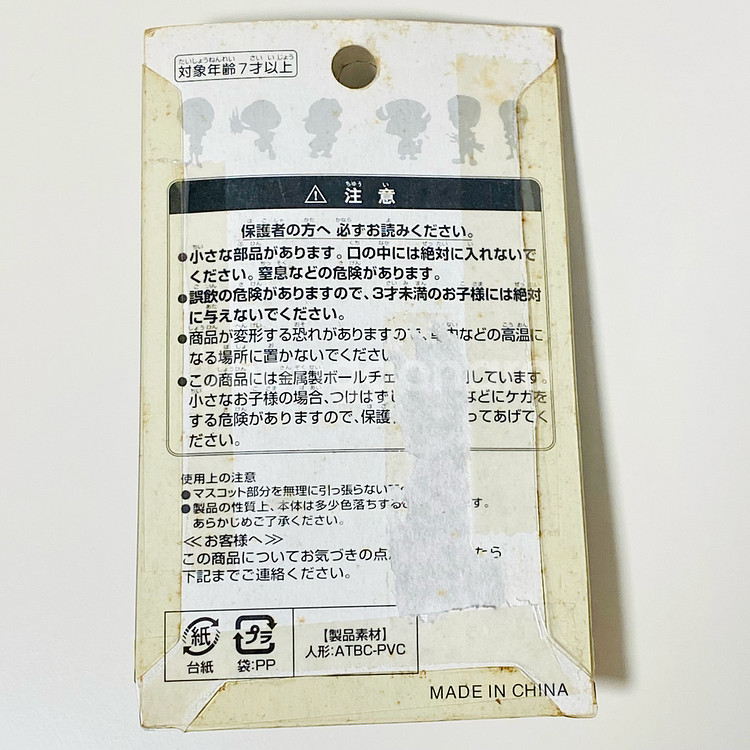 対象年齢7才以上
⚠ 注意
保護者の方へ 必ずお読みください。
●小さな部品があります。口の中には絶対に入れないで
ください。窒息などの危険があります。
●誤飲の危険がありますので、3才未満のお子様には絶対
に与えないでください。
●商品が変形する恐れがありますので、車内などの高温に
なる場所に置かないでください
●この商品には金属製ボールチェ 側しています。
小さなお子様の場合、つけはずし などにケガを
する危険がありますので、保護 ってあげてく
ださい。
使用上の注意
●マスコット部分を無理に引っ張らない
●製品の性質上、本体は多少色落ちする す。
あらかじめご了承ください。
≪お客様へ≫
この商品についてお気づきの点 たら
下記までご連絡ください。
紙
台紙
プラ
袋:PP
【製品素材】
人形:ATBC-PVC
MADE IN CHINA